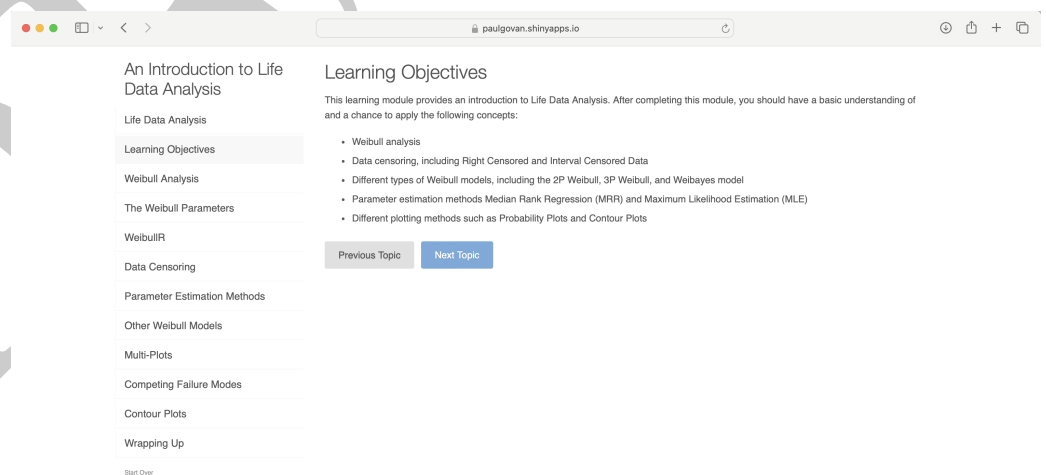 paulgovan.shinyapps.io
An Introduction to Life
Data Analysis
Life Data Analysis
Learning Objectives
Weibull Analysis
The Weibull Parameters
WeibullR
Data Censoring
Parameter Estimation Methods
Other Weibull Models
Multi-Plots
Competing Failure Modes
Contour Plots
Wrapping Up
Start Over
Learning Objectives
This learning module provides an introduction to Life Data Analysis. After completing this module, you should have a basic understanding of
and a chance to apply the following concepts:
• Weibull analysis
• Data censoring, including Right Censored and Interval Censored Data
• Different types of Weibull models, including the 2P Weibull, 3P Weibull, and Weibayes model
• Parameter estimation methods Median Rank Regression (MRR) and Maximum Likelihood Estimation (MLE)
• Different plotting methods such as Probability Plots and Contour Plots
Previous Topic
Next Topic